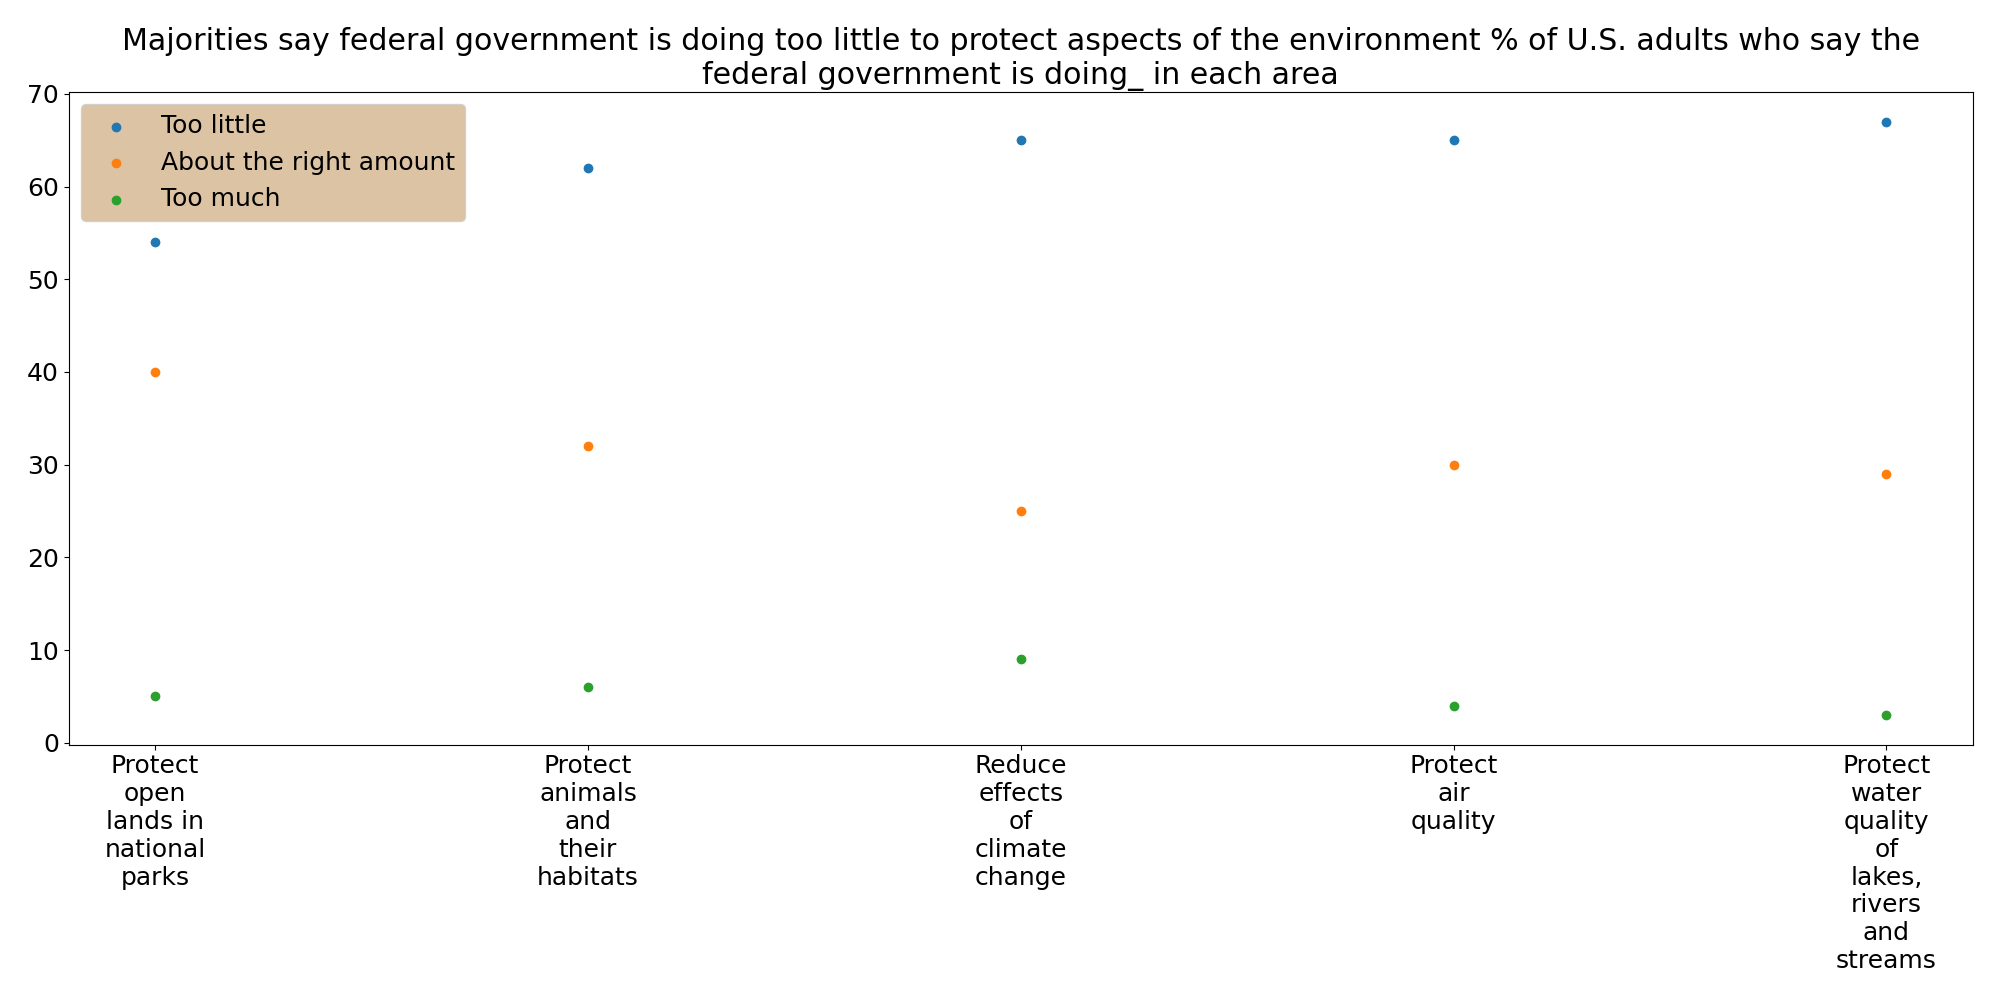 Majorities say federal government is doing too little to protect aspects of the environment % of U.S. adults who say the
federal government is doing_ in each area
Too little
About the right amount
Too much
70
60
50
40
30
20
10
0
Protect
open
lands in
national
parks
Protect
animals
and
their
habitats
Reduce
effects
of
climate
change
Protect
air
quality
Protect
water
quality
of
lakes,
rivers
and
streams